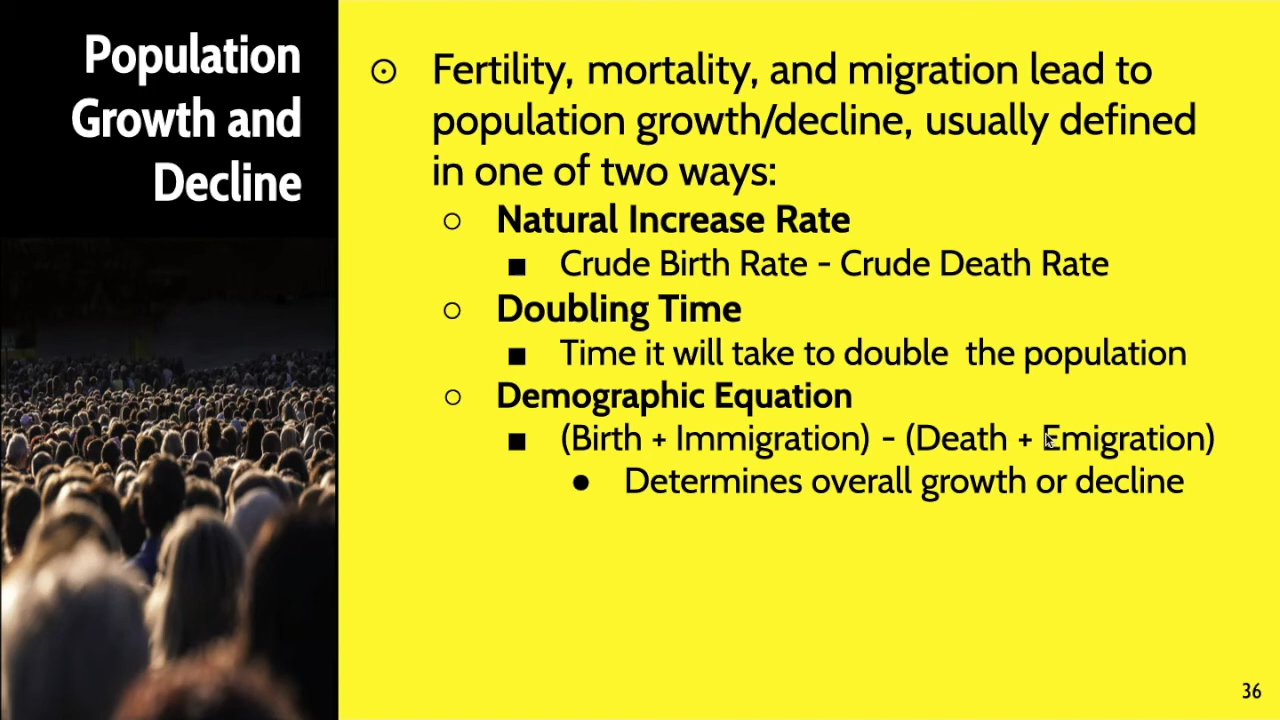 Population
Growth and
Decline
Fertility, mortality, and migration lead to
population growth/decline, usually defined
in one of two ways:
Natural Increase Rate
Crude Birth Rate - Crude Death Rate
Doubling Time
Time it will take to double the population
Demographic Equation
(Birth + Immigration) - (Death + Emigration)
Determines overall growth or decline
36